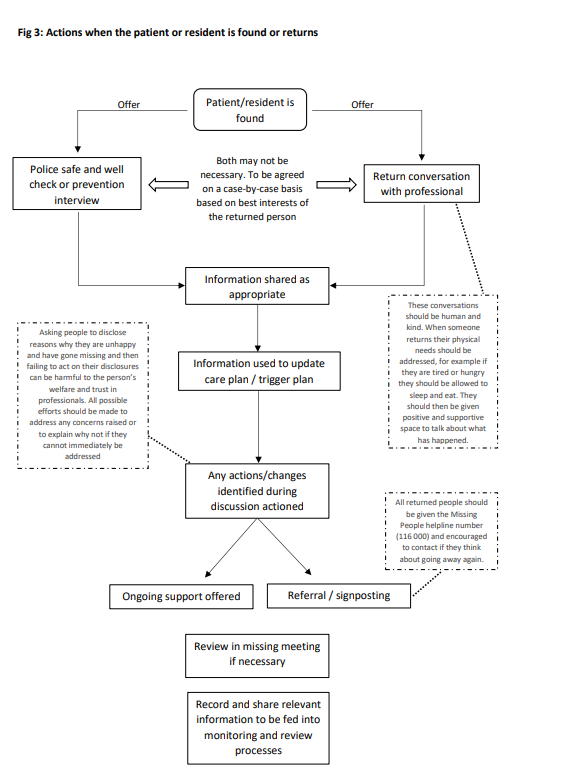 Fig 3: Actions when the patient or resident is found or returns
Offer
Patient/resident is
found
Offer
Police safe and well
check or prevention
interview
Both may not be
necessary. To be agreed
on a case-by-case basis
based on best interests of
the returned person
Return conversation
with professional
Information shared as
appropriate
These conversations
should be human and
kind. When someone
returns their physical
needs should be
addressed, for example if
they are tired or hungry
they should be allowed to
sleep and eat. They
should then be given
positive and supportive
space to talk about what
has happened.
Asking people to disclose
reasons why they are unhappy
and have gone missing and then
failing to act on their disclosures
can be harmful to the person's
welfare and trust in
professionals. All possible
efforts should be made to
address any concerns raised or
to explain why not if they
cannot immediately be
addressed
Information used to update
care plan / trigger plan
Any actions/changes
identified during
discussion actioned
All returned people should
be given the Missing
People helpline number
(116 000) and encouraged
to contact if they think
about going away again.
Ongoing support offered
Referral / signposting
Review in missing meeting
if necessary
Record and share relevant
information to be fed into
monitoring and review
processes